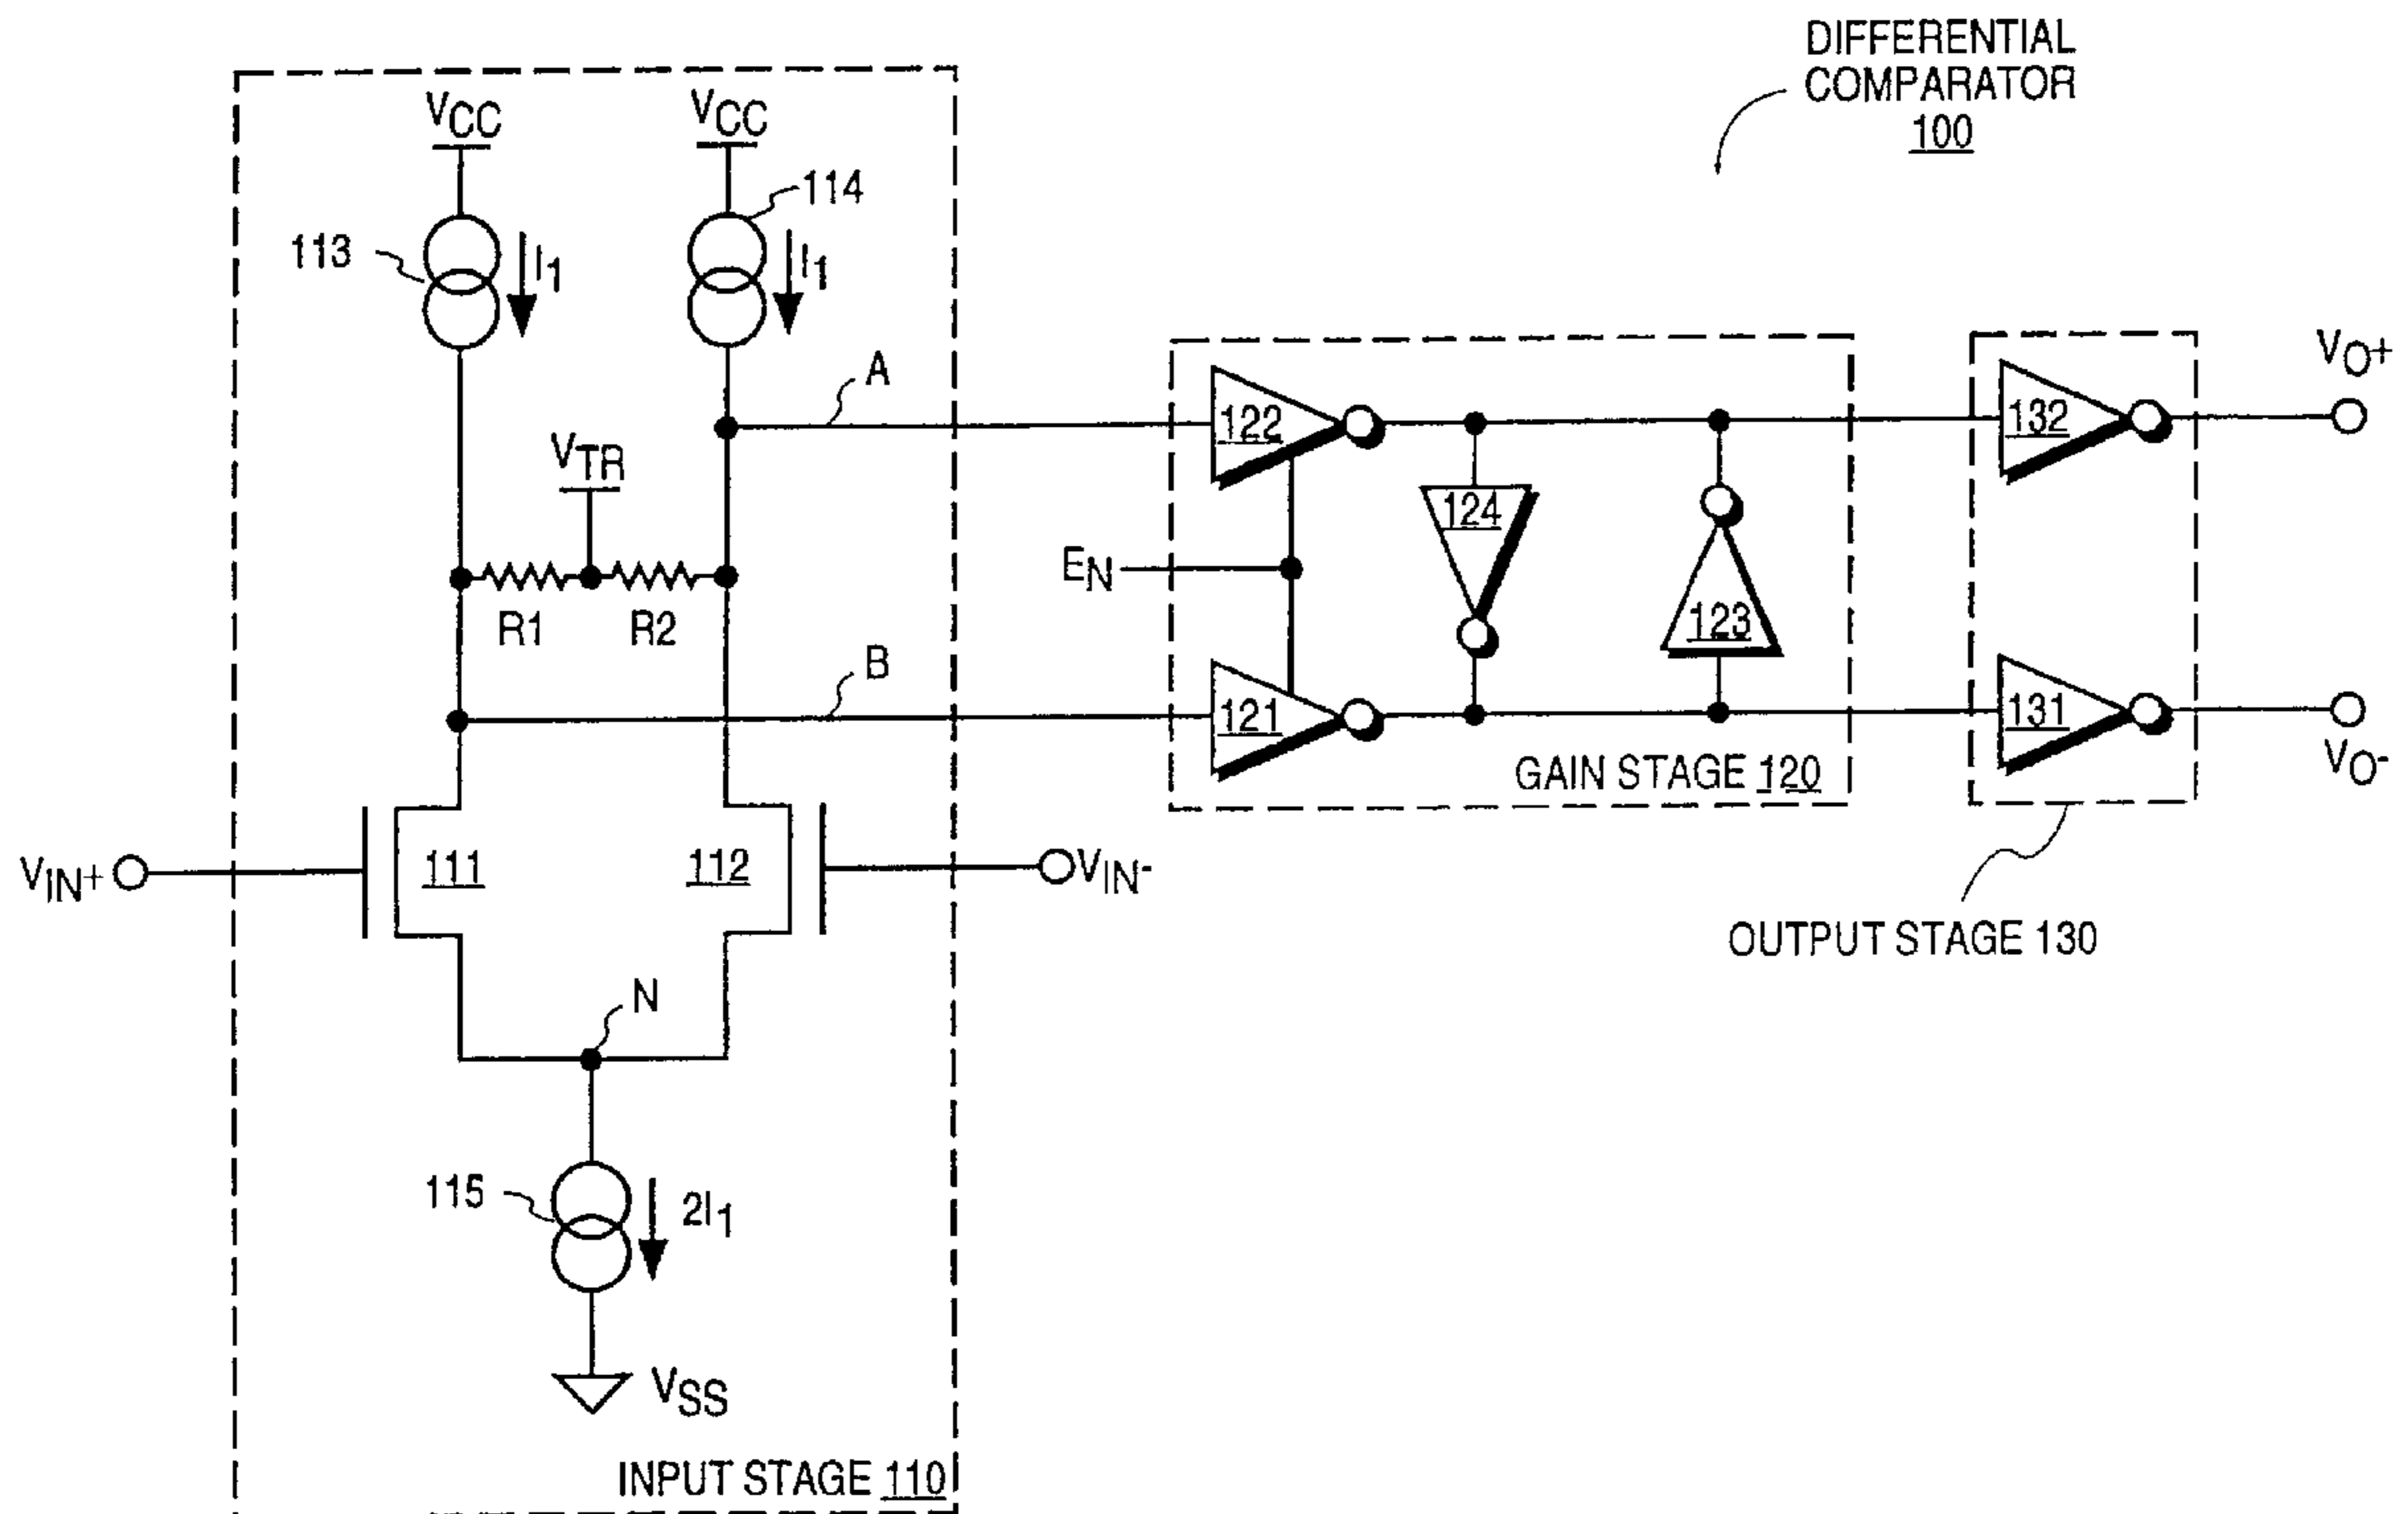 DIFFERENTIAL
COMPARATOR
100
VCC
VCC
114
113
I1
I1
A
VTR
R1
R2
B
EN
122
124
123
121
GAIN STAGE 120
132
131
VO+
VO-
OUTPUT STAGE 130
VIN+
111
112
VIN-
N
115
2I1
VSS
INPUT STAGE 110